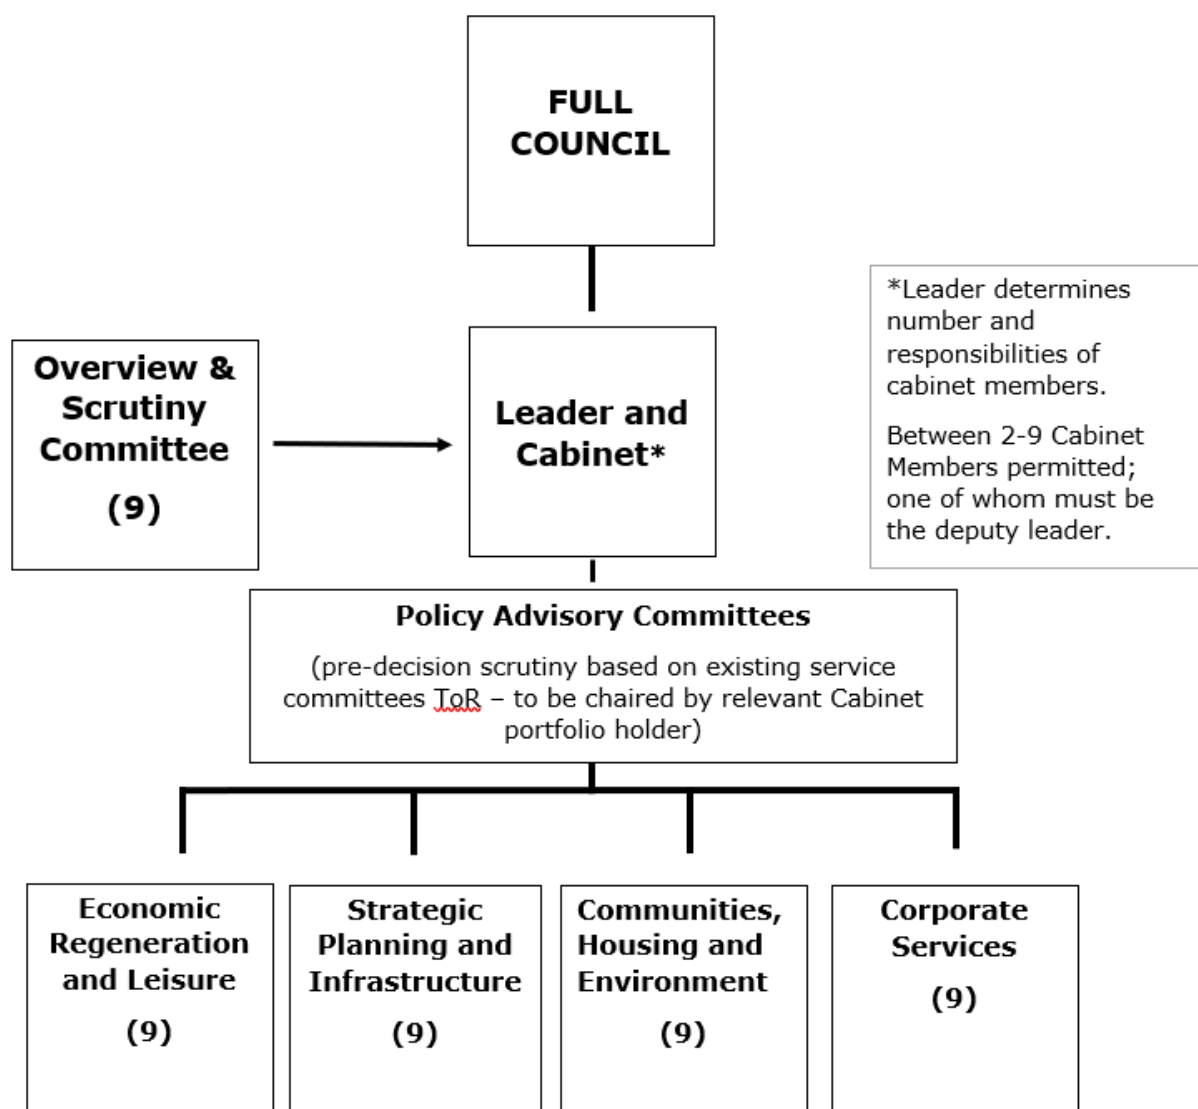 FULL
COUNCIL
*Leader determines
number and
responsibilities of
cabinet members.
Between 2-9 Cabinet
Members permitted;
one of whom must be
the deputy leader.
Overview &
Scrutiny
Committee
(9)
Leader and
Cabinet*
Policy Advisory Committees
(pre-decision scrutiny based on existing service
committees ToR – to be chaired by relevant Cabinet
portfolio holder)
Economic
Regeneration
and Leisure
(9)
Strategic
Planning and
Infrastructure
(9)
Communities,
Housing and
Environment
(9)
Corporate
Services
(9)